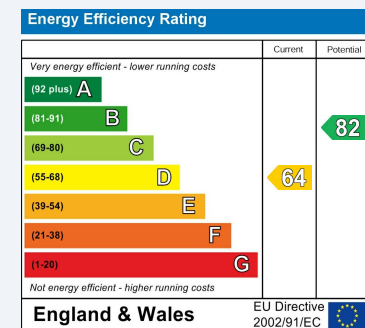 Energy Efficiency Rating
Current Potential
Very energy efficient - lower running costs
(92 plus) A
(81-91) B
82
(69-80) C
(55-68) D
64
(39-54) E
(21-38) F
(1-20) G
Not energy efficient - higher running costs
England & Wales
EU Directive
2002/91/EC